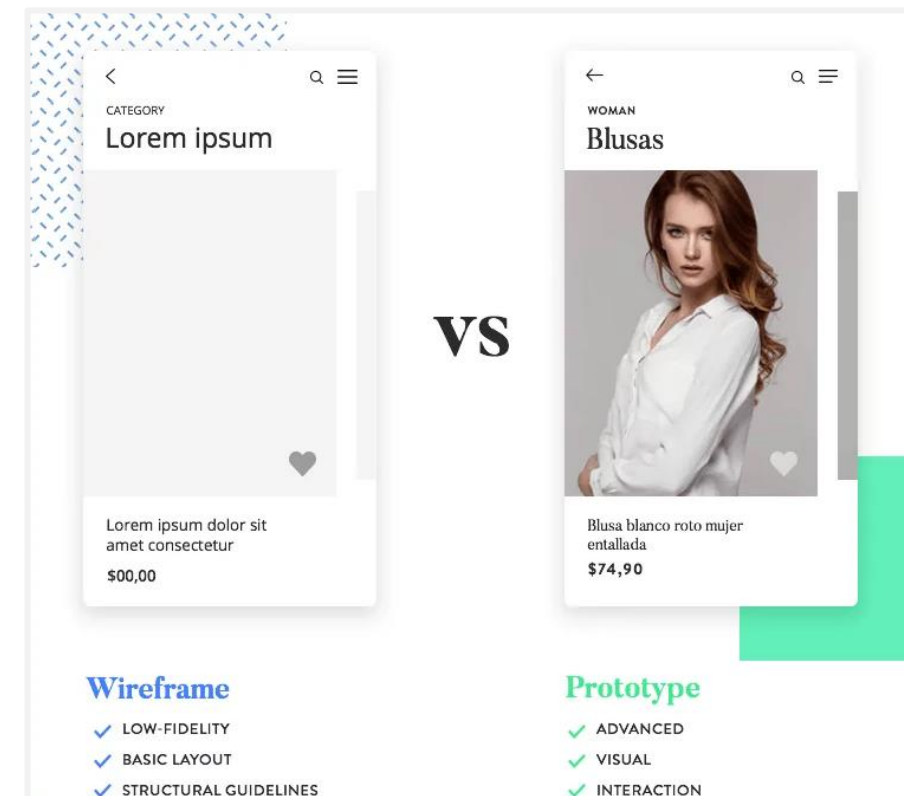 CATEGORY
Lorem ipsum
Lorem ipsum dolor sit
amet consectetur
$00,00
vs
WOMAN
Blusas
Blusa blanco roto mujer
entallada
$74,90
Wireframe
LOW-FIDELITY
BASIC LAYOUT
STRUCTURAL GUIDELINES
Prototype
ADVANCED
VISUAL
INTERACTION